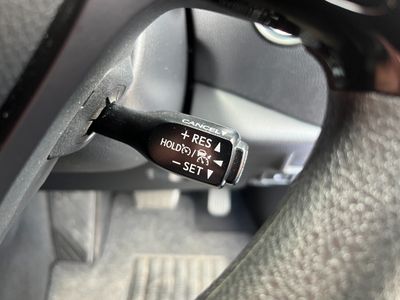 CANCEL
+ RES ▲
HOLD /
− SET ▼